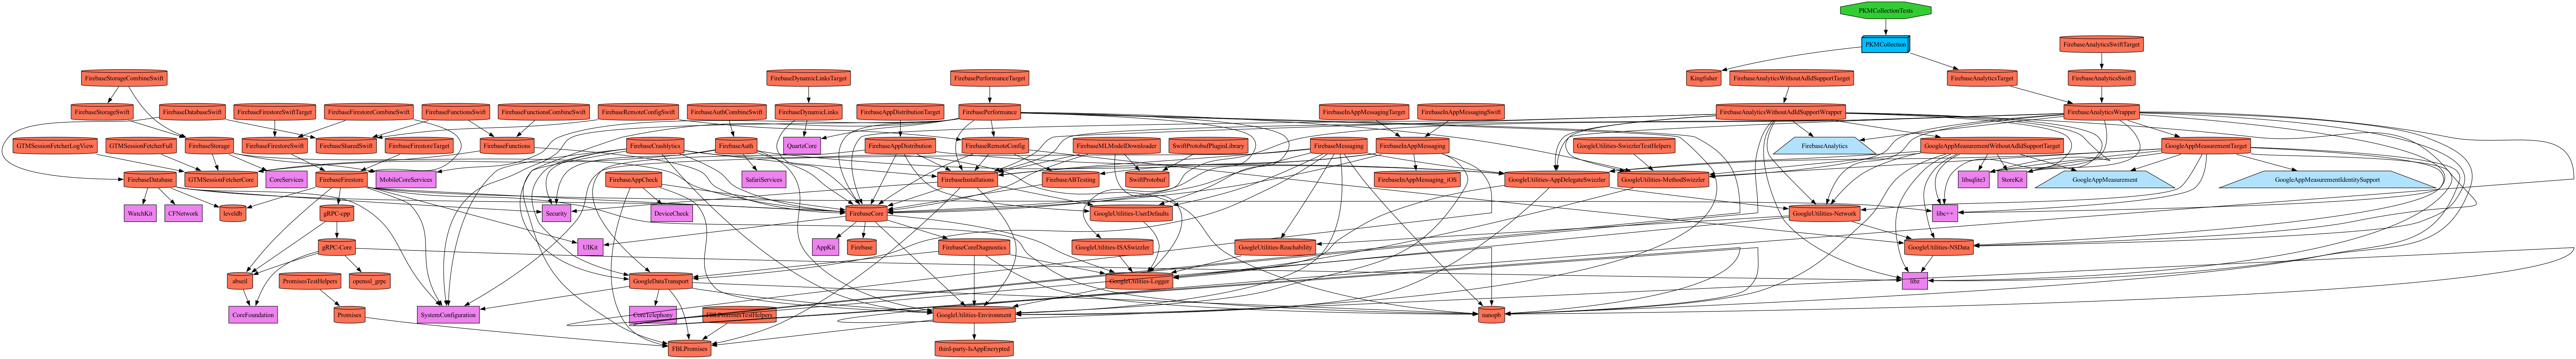 PKMCollectionTests
PKMCollection
FirebaseAnalyticsSwiftTarget
FirebaseStorageCombineSwift
FirebaseDynamicLinksTarget
FirebasePerformanceTarget
Kingfisher
FirebaseAnalyticsWithoutAdIdSupportTarget
FirebaseAnalyticsTarget
FirebaseAnalyticsSwift
FirebaseStorageSwift
FirebaseDatabaseSwift
FirebaseFirestoreSwiftTarget
FirebaseFirestoreCombineSwift
FirebaseFunctionsSwift
FirebaseFunctionsCombineSwift
FirebaseRemoteConfigSwift
FirebaseAuthCombineSwift
FirebaseDynamicLinks
FirebaseAppDistributionTarget
FirebasePerformance
FirebaseInAppMessagingTarget
FirebaseInAppMessagingSwift
FirebaseAnalyticsWithoutAdIdSupportWrapper
FirebaseAnalyticsWrapper
GTMSessionFetcherLogView
GTMSessionFetcherFull
FirebaseStorage
FirebaseFirestoreSwift
FirebaseSharedSwift
FirebaseFirestoreTarget
FirebaseFunctions
FirebaseCrashlytics
FirebaseAuth
QuartzCore
FirebaseAppDistribution
FirebaseRemoteConfig
FirebaseMLModelDownloader
SwiftProtobufPluginLibrary
FirebaseMessaging
FirebaseInAppMessaging
GoogleUtilities-SwizzlerTestHelpers
FirebaseAnalytics
GoogleAppMeasurementWithoutAdIdSupportTarget
GoogleAppMeasurementTarget
FirebaseDatabase
GTMSessionFetcherCore
CoreServices
FirebaseFirestore
MobileCoreServices
FirebaseAppCheck
SafariServices
FirebaseInstallations
FirebaseABTesting
SwiftProtobuf
FirebaseInAppMessaging_iOS
GoogleUtilities-AppDelegateSwizzler
GoogleUtilities-MethodSwizzler
libsqlite3
StoreKit
GoogleAppMeasurement
GoogleAppMeasurementIdentitySupport
WatchKit
CFNetwork
leveldb
gRPC-cpp
Security
DeviceCheck
FirebaseCore
GoogleUtilities-UserDefaults
GoogleUtilities-Network
libc++
gRPC-Core
UIKit
AppKit
Firebase
FirebaseCoreDiagnostics
GoogleUtilities-ISASwizzler
GoogleUtilities-Reachability
GoogleUtilities-NSData
abseil
PromisesTestHelpers
openssl_grpc
GoogleDataTransport
GoogleUtilities-Logger
libz
CoreFoundation
Promises
SystemConfiguration
CoreTelephony
FBLPromisesTestHelpers
GoogleUtilities-Environment
nanopb
FBLPromises
third-party-IsAppEncrypted